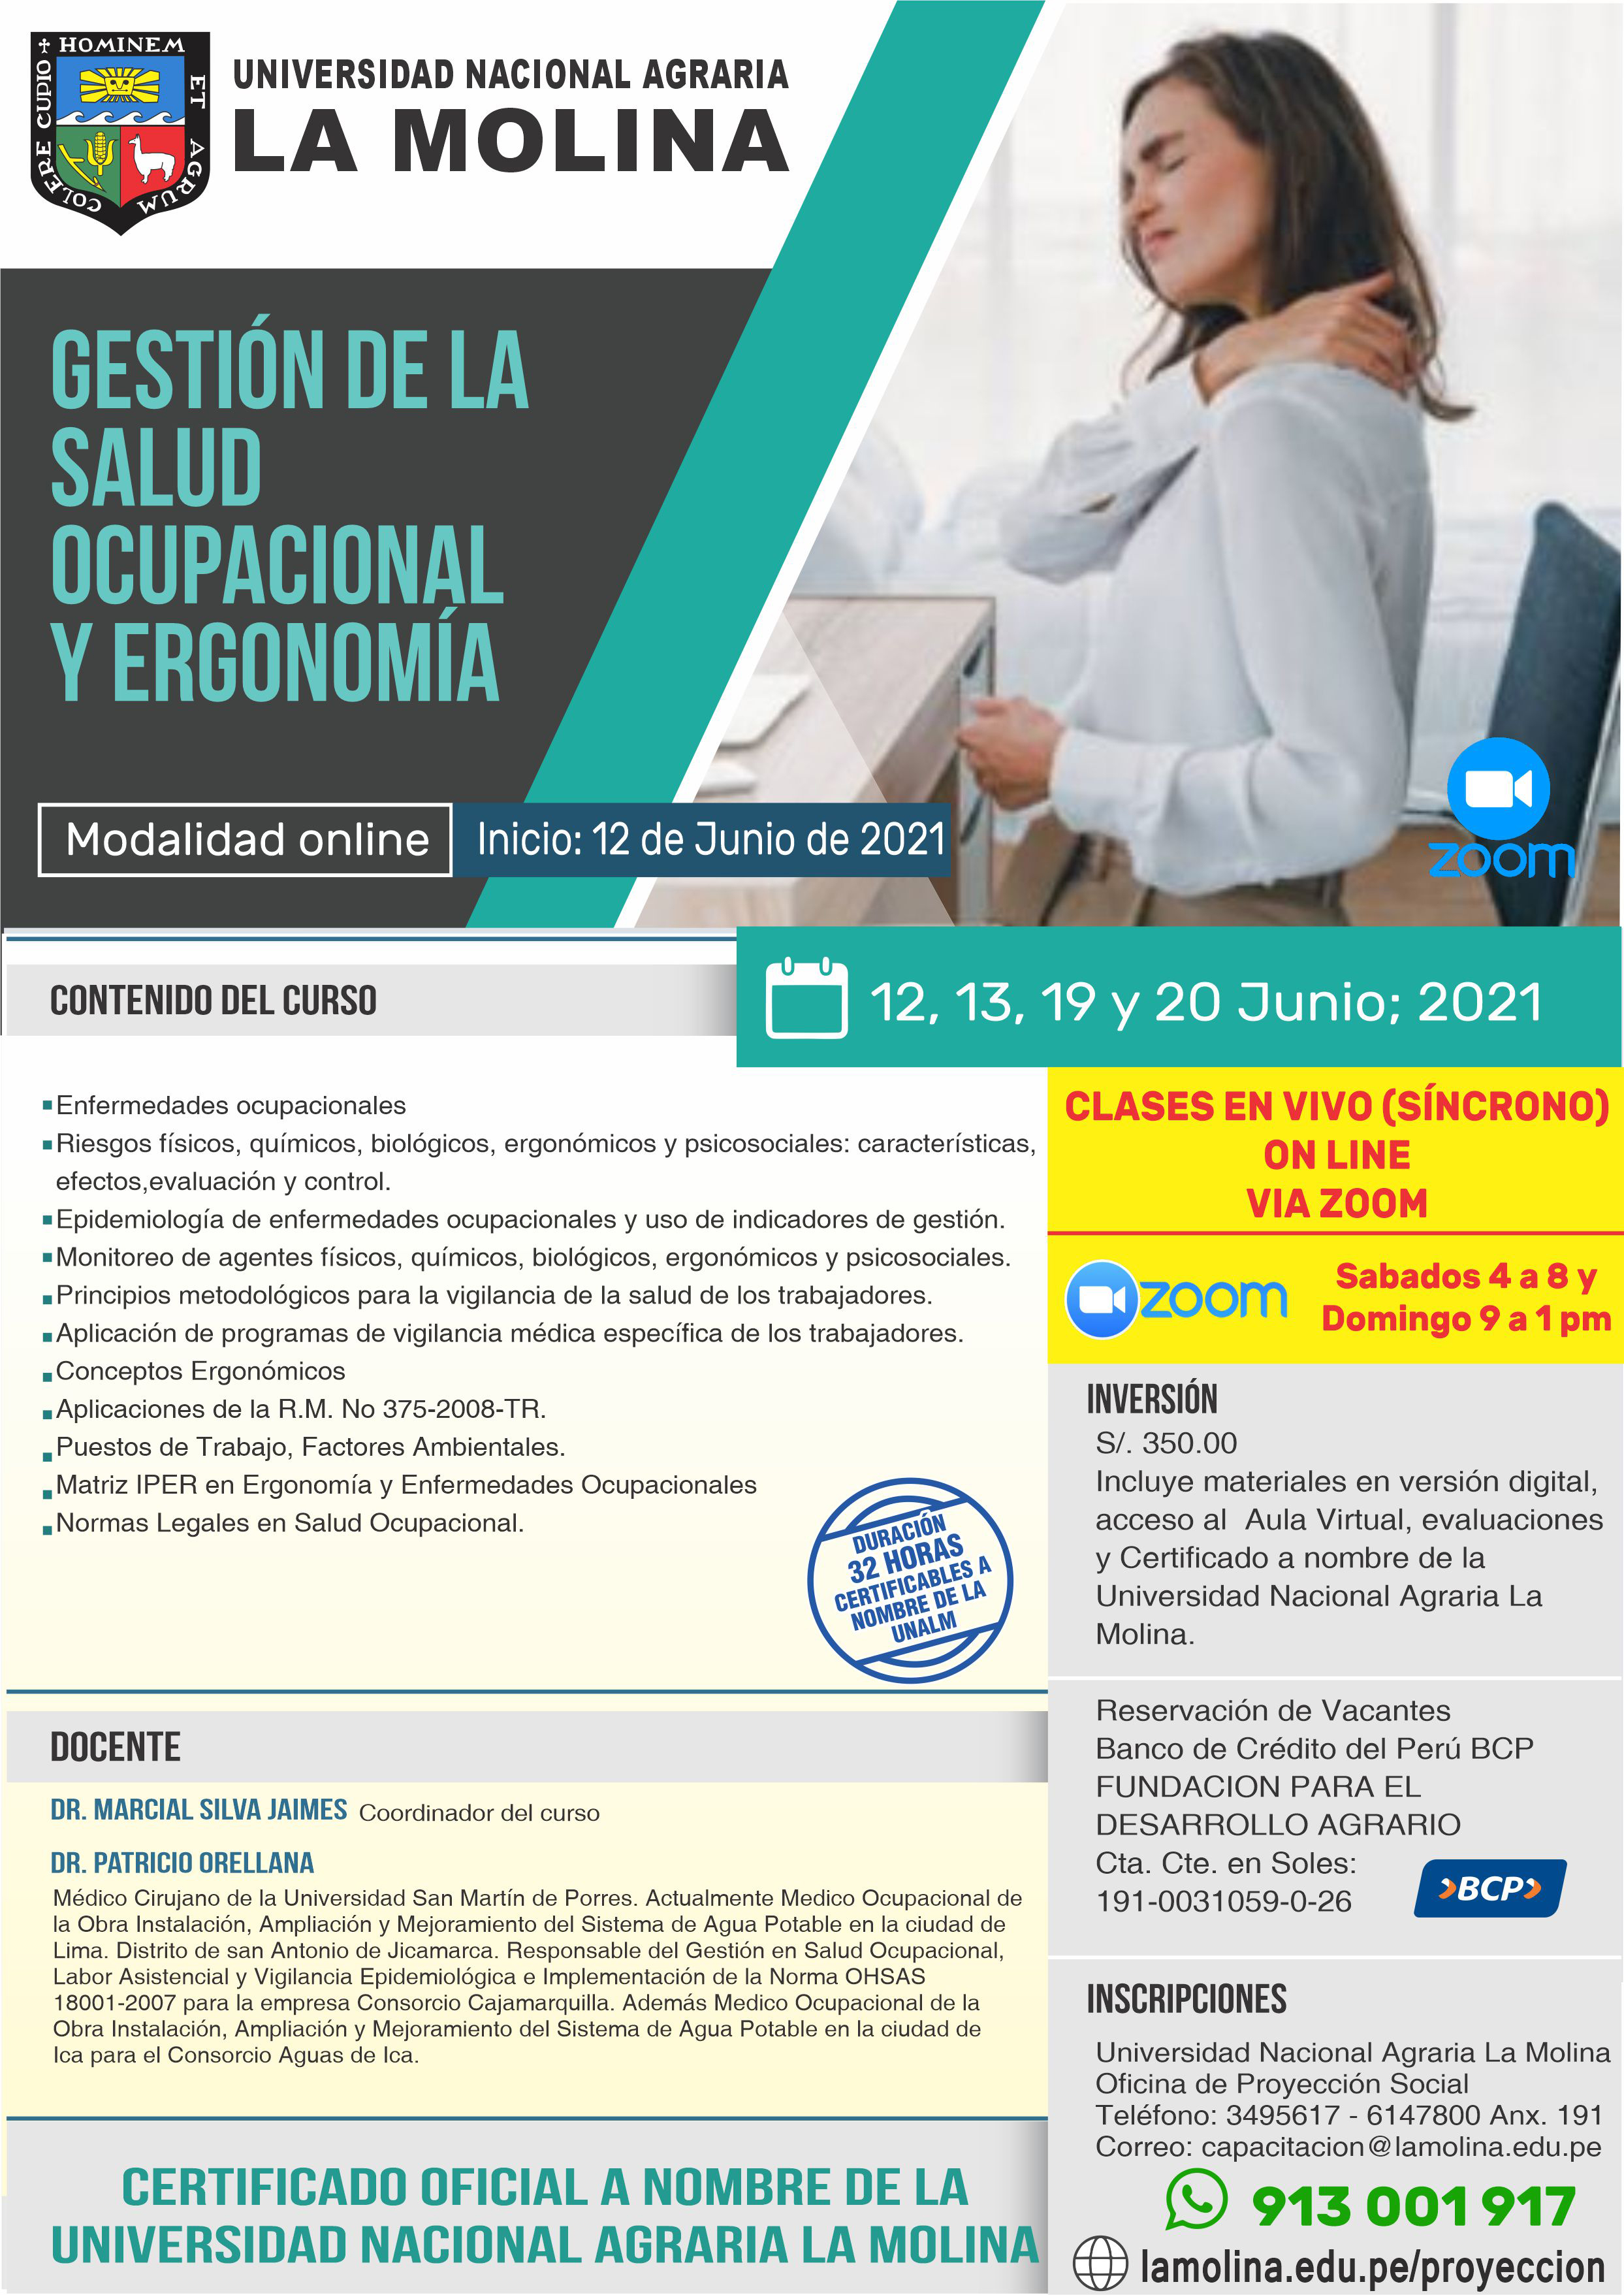 COLERE CUPIO ✝ HOMINEM ET AGRUM
UNIVERSIDAD NACIONAL AGRARIA
LA MOLINA
GESTIÓN DE LA
SALUD
OCUPACIONAL
Y ERGONOMÍA
Modalidad online
Inicio: 12 de Junio de 2021
zoom
CONTENIDO DEL CURSO
12, 13, 19 y 20 Junio; 2021
Enfermedades ocupacionales
Riesgos físicos, químicos, biológicos, ergonómicos y psicosociales: características,
efectos,evaluación y control.
Epidemiología de enfermedades ocupacionales y uso de indicadores de gestión.
Monitoreo de agentes físicos, químicos, biológicos, ergonómicos y psicosociales.
Principios metodológicos para la vigilancia de la salud de los trabajadores.
Aplicación de programas de vigilancia médica específica de los trabajadores.
Conceptos Ergonómicos
Aplicaciones de la R.M. No 375-2008-TR.
Puestos de Trabajo, Factores Ambientales.
Matriz IPER en Ergonomía y Enfermedades Ocupacionales
Normas Legales en Salud Ocupacional.
DURACIÓN
32 HORAS
CERTIFICABLES A
NOMBRE DE LA
UNALM
CLASES EN VIVO (SÍNCRONO)
ON LINE
VIA ZOOM
zoom
Sabados 4 a 8 y
Domingo 9 a 1 pm
INVERSIÓN
S/. 350.00
Incluye materiales en versión digital,
acceso al Aula Virtual, evaluaciones
y Certificado a nombre de la
Universidad Nacional Agraria La
Molina.
Reservación de Vacantes
Banco de Crédito del Perú BCP
FUNDACION PARA EL
DESARROLLO AGRARIO
Cta. Cte. en Soles:
191-0031059-0-26
BCP
DOCENTE
DR. MARCIAL SILVA JAIMES Coordinador del curso
DR. PATRICIO ORELLANA
Médico Cirujano de la Universidad San Martín de Porres. Actualmente Medico Ocupacional de
la Obra Instalación, Ampliación y Mejoramiento del Sistema de Agua Potable en la ciudad de
Lima. Distrito de san Antonio de Jicamarca. Responsable del Gestión en Salud Ocupacional,
Labor Asistencial y Vigilancia Epidemiológica e Implementación de la Norma OHSAS
18001-2007 para la empresa Consorcio Cajamarquilla. Además Medico Ocupacional de la
Obra Instalación, Ampliación y Mejoramiento del Sistema de Agua Potable en la ciudad de
Ica para el Consorcio Aguas de Ica.
CERTIFICADO OFICIAL A NOMBRE DE LA
UNIVERSIDAD NACIONAL AGRARIA LA MOLINA
INSCRIPCIONES
Universidad Nacional Agraria La Molina
Oficina de Proyección Social
Teléfono: 3495617 - 6147800 Anx. 191
Correo: capacitacion@lamolina.edu.pe
913 001 917
lamolina.edu.pe/proyeccion